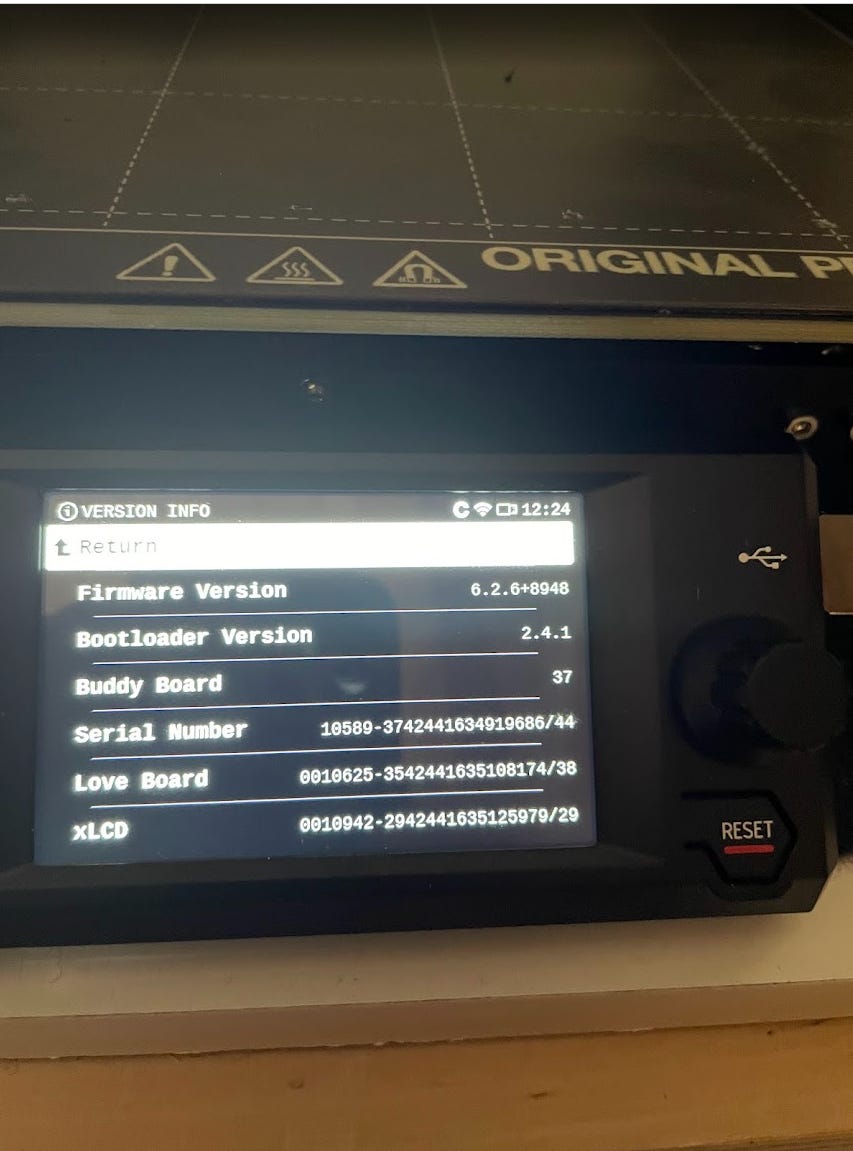 ORIGINAL
VERSION INFO 12:24
Return
Firmware Version 6.2.6+8948
Bootloader Version 2.4.1
Buddy Board 37
Serial Number 10589-3742441634919686/44
Love Board 0010625-3542441635108174/38
xLCD 0010942-2942441635125979/29
RESET